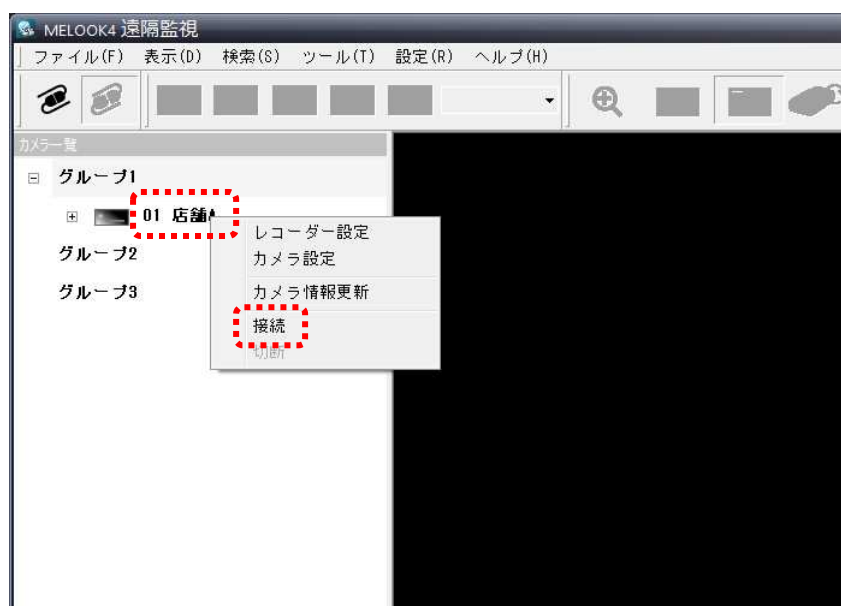 MELOOK4 遠隔監視
ファイル(F) 表示(D) 検索(S) ツール(T) 設定(R) ヘルプ(H)
カメラ一覧
グループ1
01 店舗A
レコーダー設定
グループ2
カメラ設定
グループ3
カメラ情報更新
接続
切断